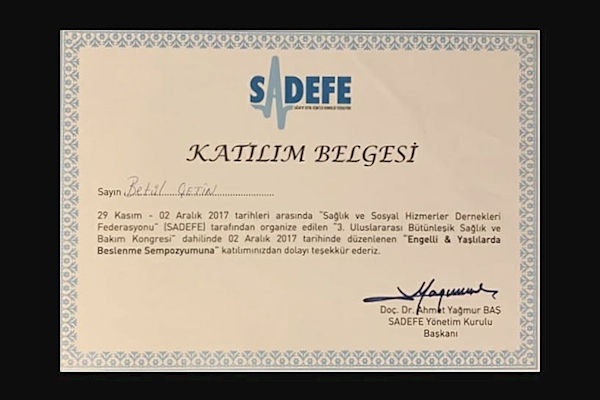 SADEFE
KATILIM BELGESİ
Sayın Betül ÇETİN
29 Kasım - 02 Aralık 2017 tarihleri arasında "Sağlık ve Sosyal Hizmerler Dernekleri
Federasyonu" (SADEFE) tarafından organize edilen "3. Uluslararası Bütünleşik Sağlık ve
Bakım Kongresi" dahilinde 02 Aralık 2017 tarihinde düzenlenen "Engelli & Yaşlılarda
Beslenme Sempozyumuna" katılımınızdan dolayı teşekkür ederiz.
Doç. Dr. Ahmet Yağmur BAŞ
SADEFE Yönetim Kurulu
Başkanı